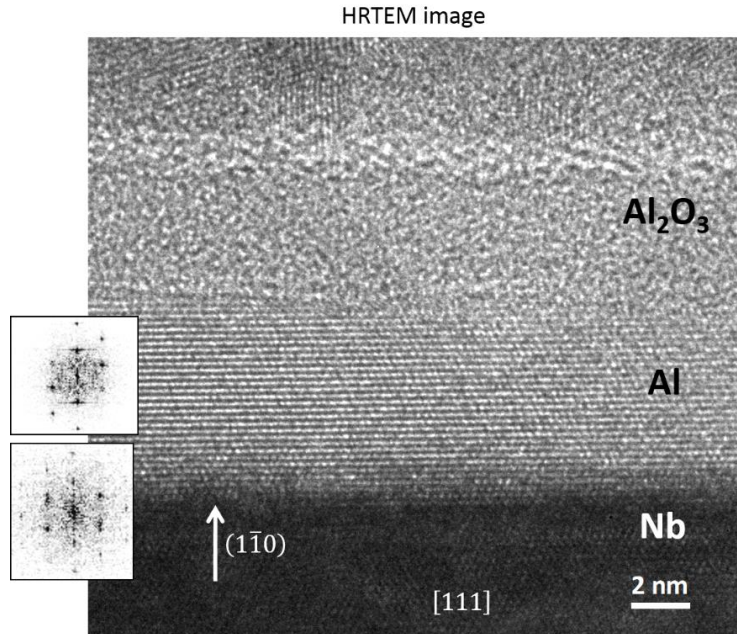 HRTEM image
Al₂O₃
Al
Nb
(11̄0)
2 nm
[111]